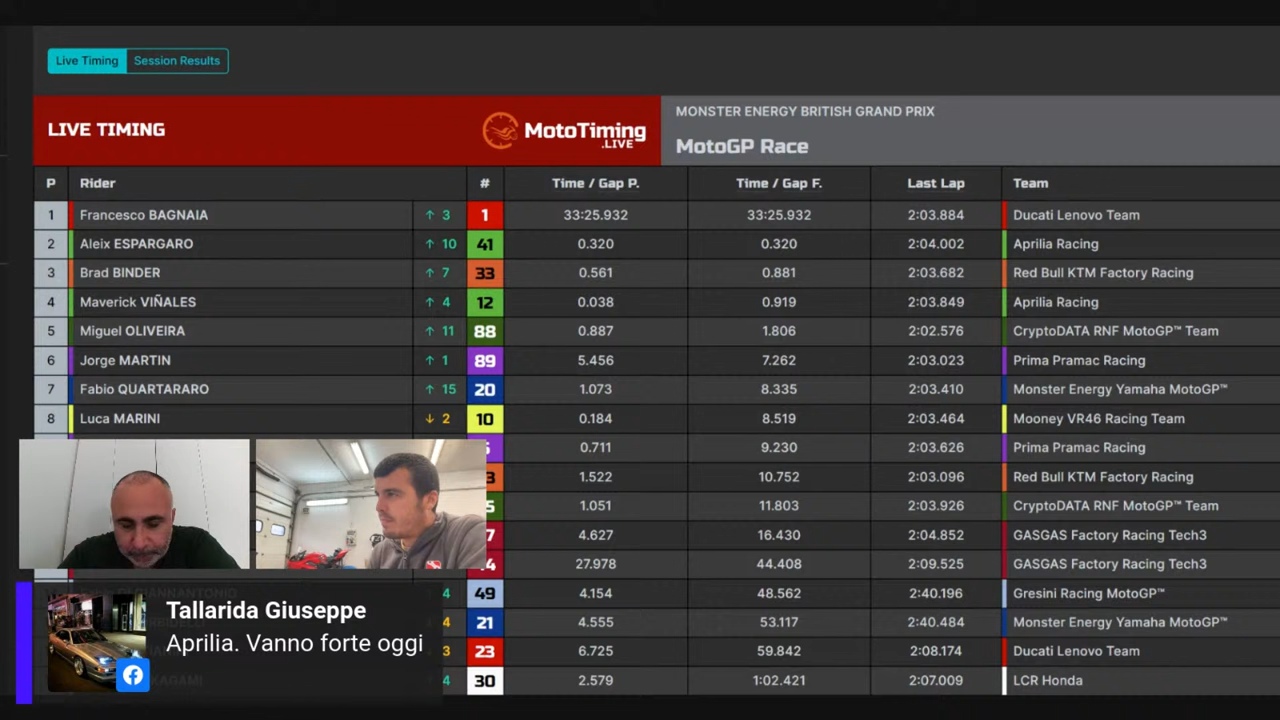 Live Timing Session Results
LIVE TIMING
MotoTiming
.LIVE
MONSTER ENERGY BRITISH GRAND PRIX
MotoGP Race
P Rider # Time / Gap P. Time / Gap F. Last Lap Team
1 Francesco BAGNAIA ↑ 3 1 33:25.932 33:25.932 2:03.884 Ducati Lenovo Team
2 Aleix ESPARGARO ↑ 10 41 0.320 0.320 2:04.002 Aprilia Racing
3 Brad BINDER ↑ 7 33 0.561 0.881 2:03.682 Red Bull KTM Factory Racing
4 Maverick VIÑALES ↑ 4 12 0.038 0.919 2:03.849 Aprilia Racing
5 Miguel OLIVEIRA ↑ 11 88 0.887 1.806 2:02.576 CryptoDATA RNF MotoGP™ Team
6 Jorge MARTIN ↑ 1 89 5.456 7.262 2:03.023 Prima Pramac Racing
7 Fabio QUARTARARO ↑ 15 20 1.073 8.335 2:03.410 Monster Energy Yamaha MotoGP™
8 Luca MARINI ↓ 2 10 0.184 8.519 2:03.464 Mooney VR46 Racing Team
0.711 9.230 2:03.626 Prima Pramac Racing
3 1.522 10.752 2:03.096 Red Bull KTM Factory Racing
5 1.051 11.803 2:03.926 CryptoDATA RNF MotoGP™ Team
7 4.627 16.430 2:04.852 GASGAS Factory Racing Tech3
4 27.978 44.408 2:09.525 GASGAS Factory Racing Tech3
4 49 4.154 48.562 2:40.196 Gresini Racing MotoGP™
4 21 4.555 53.117 2:40.484 Monster Energy Yamaha MotoGP™
3 23 6.725 59.842 2:08.174 Ducati Lenovo Team
4 30 2.579 1:02.421 2:07.009 LCR Honda
Tallarida Giuseppe
Aprilia. Vanno forte oggi